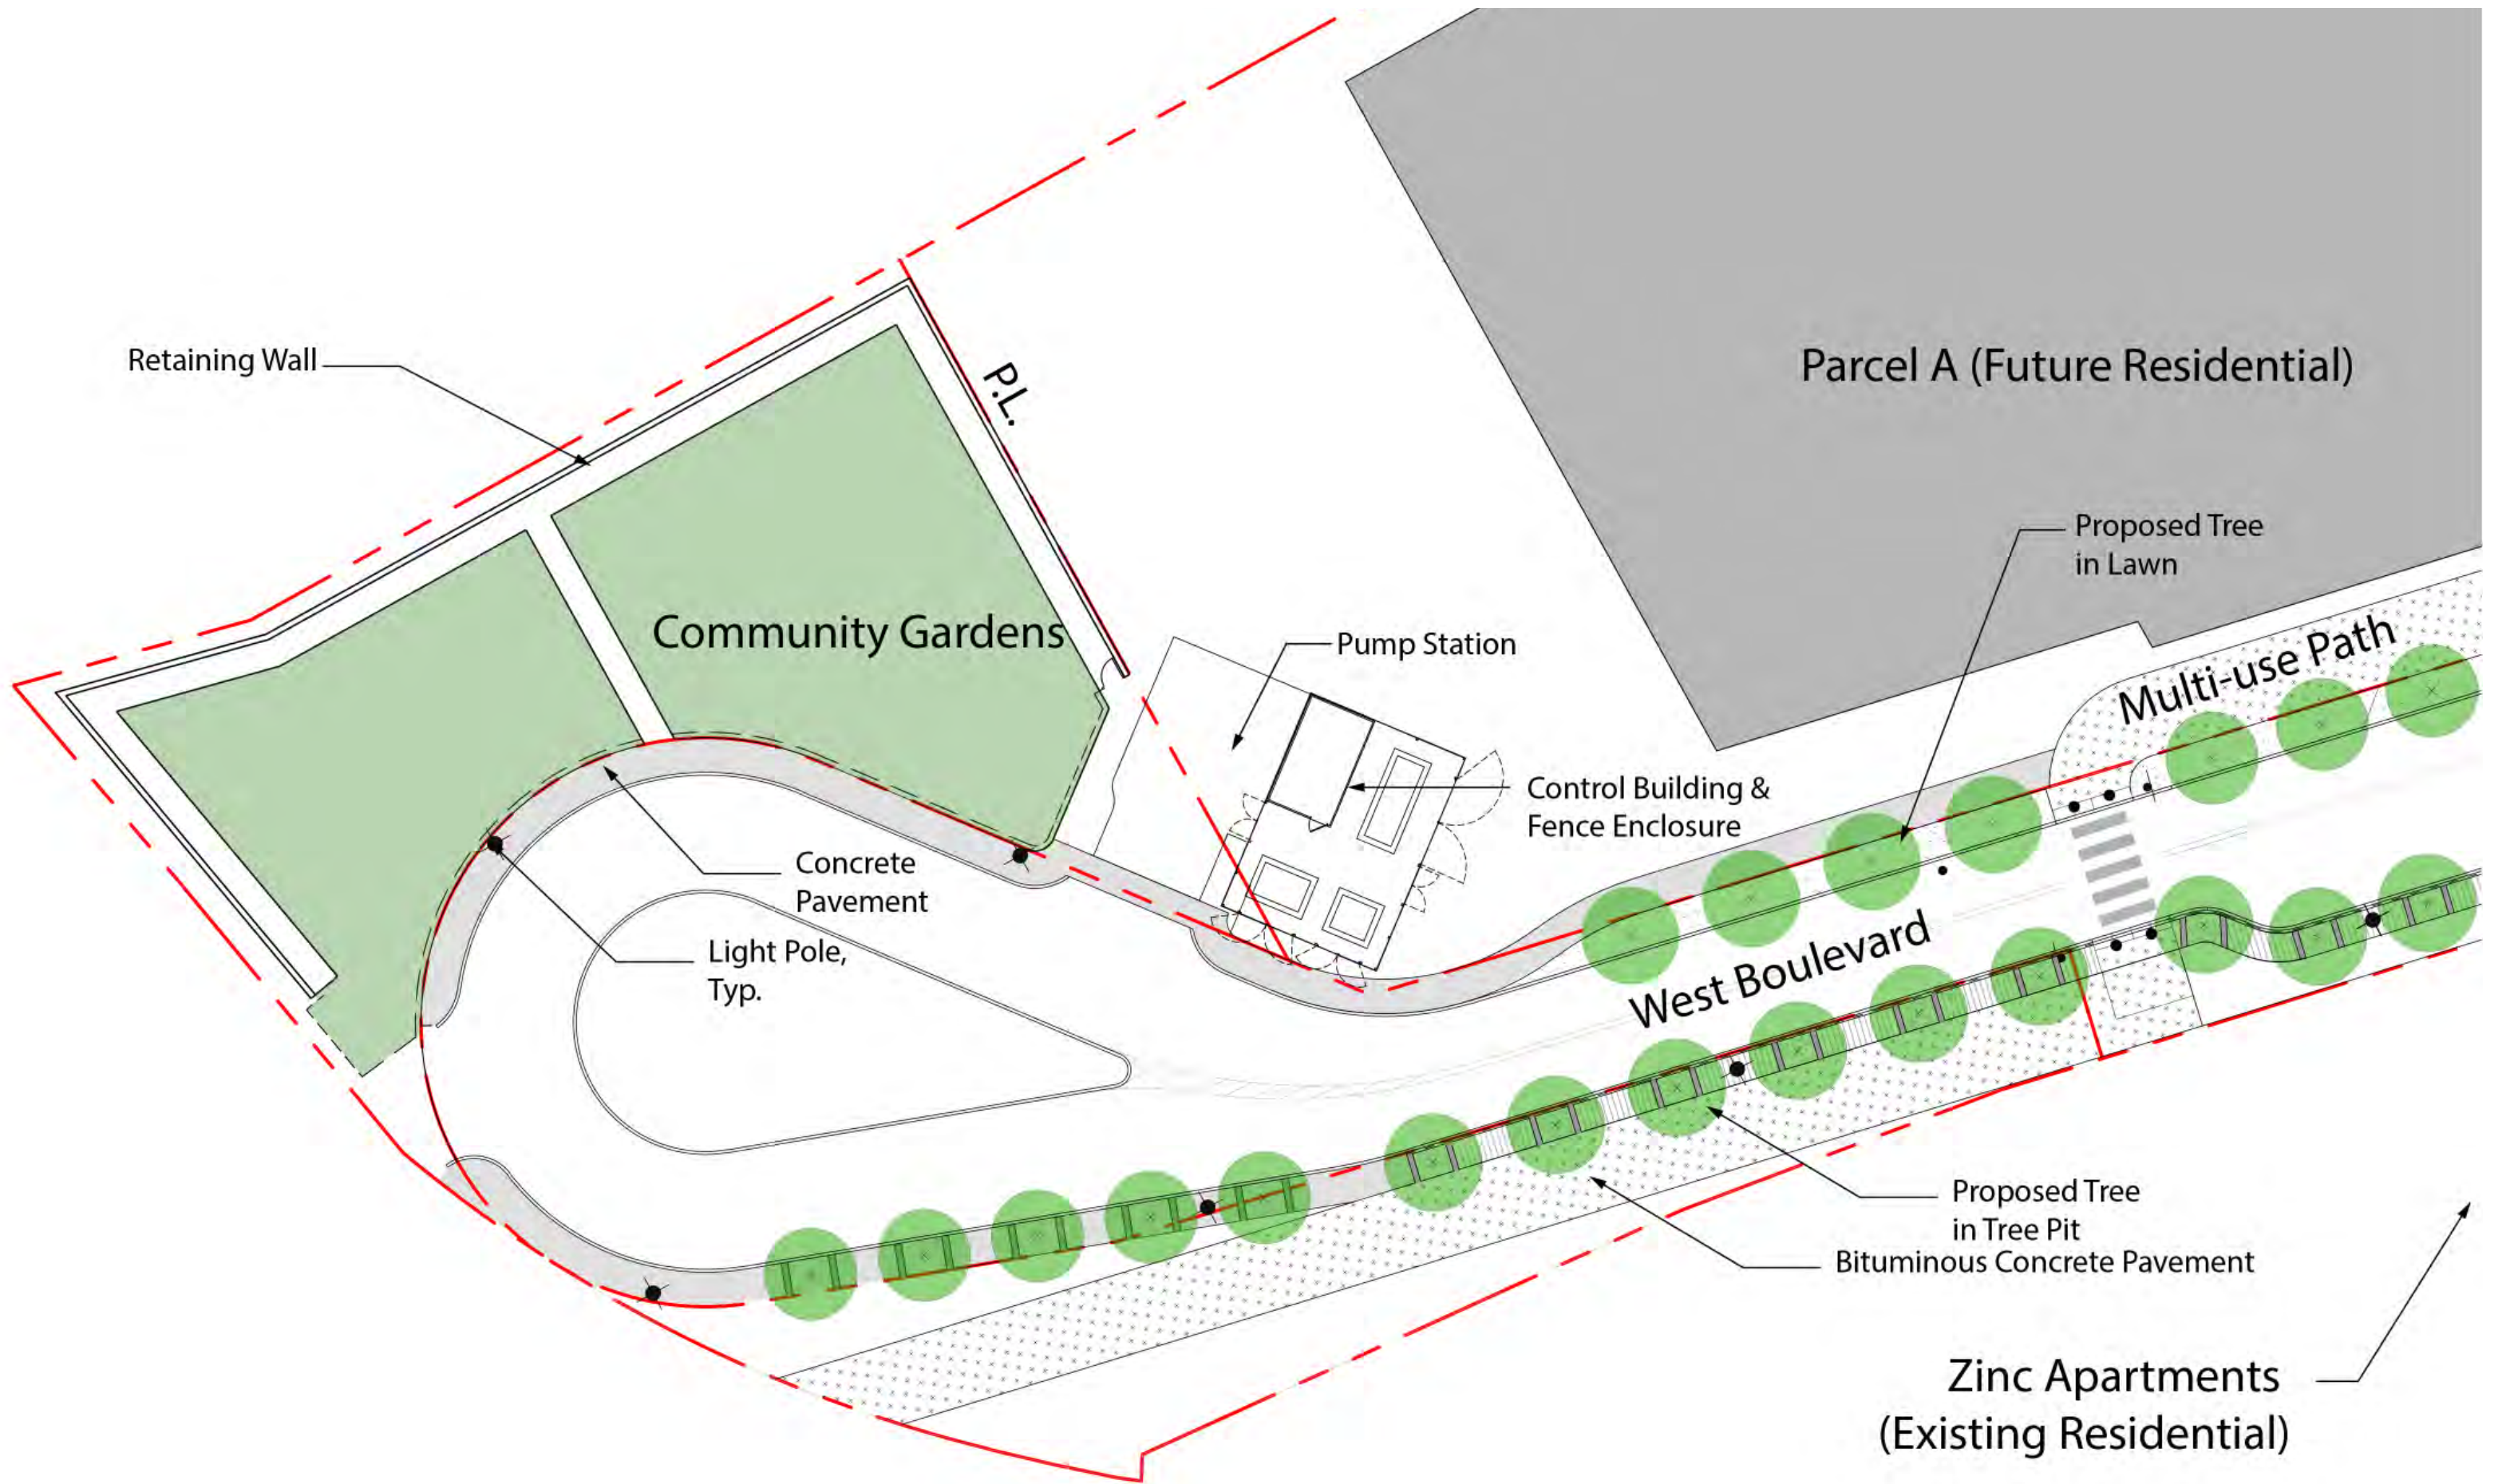 Retaining Wall
P.L.
Parcel A (Future Residential)
Proposed Tree
in Lawn
Community Gardens
Pump Station
Multi-use Path
Control Building &
Fence Enclosure
Concrete
Pavement
Light Pole,
Typ.
West Boulevard
Proposed Tree
in Tree Pit
Bituminous Concrete Pavement
Zinc Apartments
(Existing Residential)